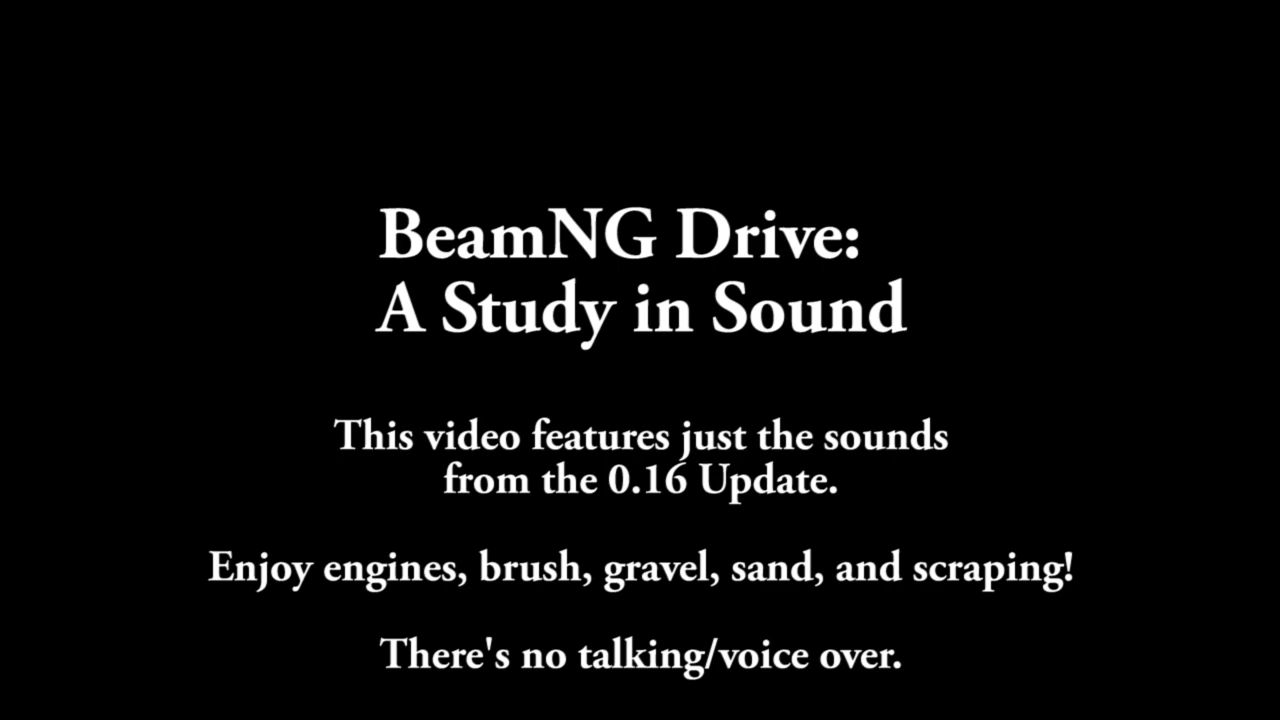 BeamNG Drive:
A Study in Sound
This video features just the sounds
from the 0.16 Update.
Enjoy engines, brush, gravel, sand, and scraping!
There's no talking/voice over.